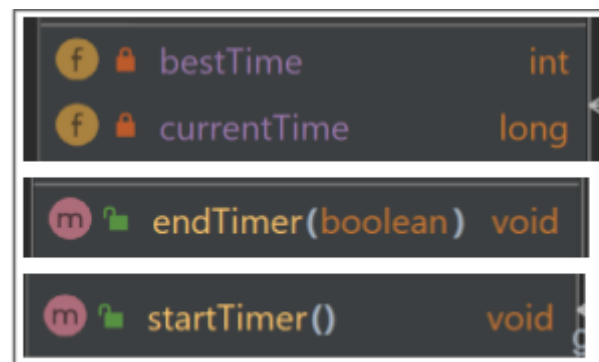 f bestTime int
f currentTime long
m endTimer(boolean) void
m startTimer() void